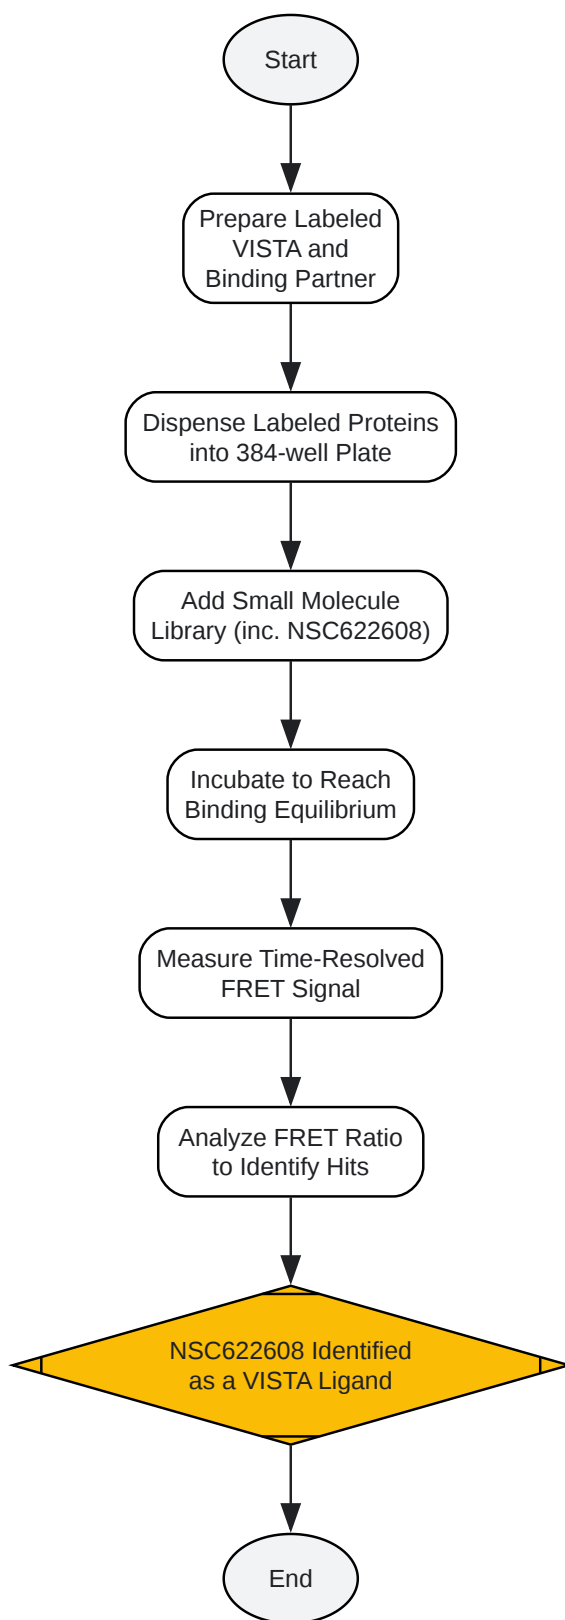 Start
Prepare Labeled
VISTA and
Binding Partner
Dispense Labeled Proteins
into 384-well Plate
Add Small Molecule
Library (inc. NSC622608)
Incubate to Reach
Binding Equilibrium
Measure Time-Resolved
FRET Signal
Analyze FRET Ratio
to Identify Hits
NSC622608 Identified
as a VISTA Ligand
End